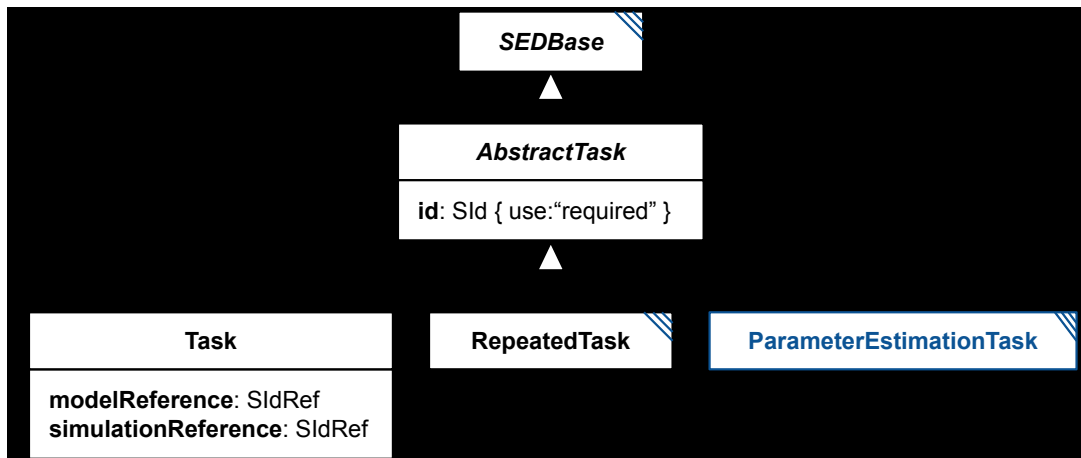 SEDBase
AbstractTask
id: SId { use:“required” }
Task
RepeatedTask
ParameterEstimationTask
modelReference: SIdRef
simulationReference: SIdRef